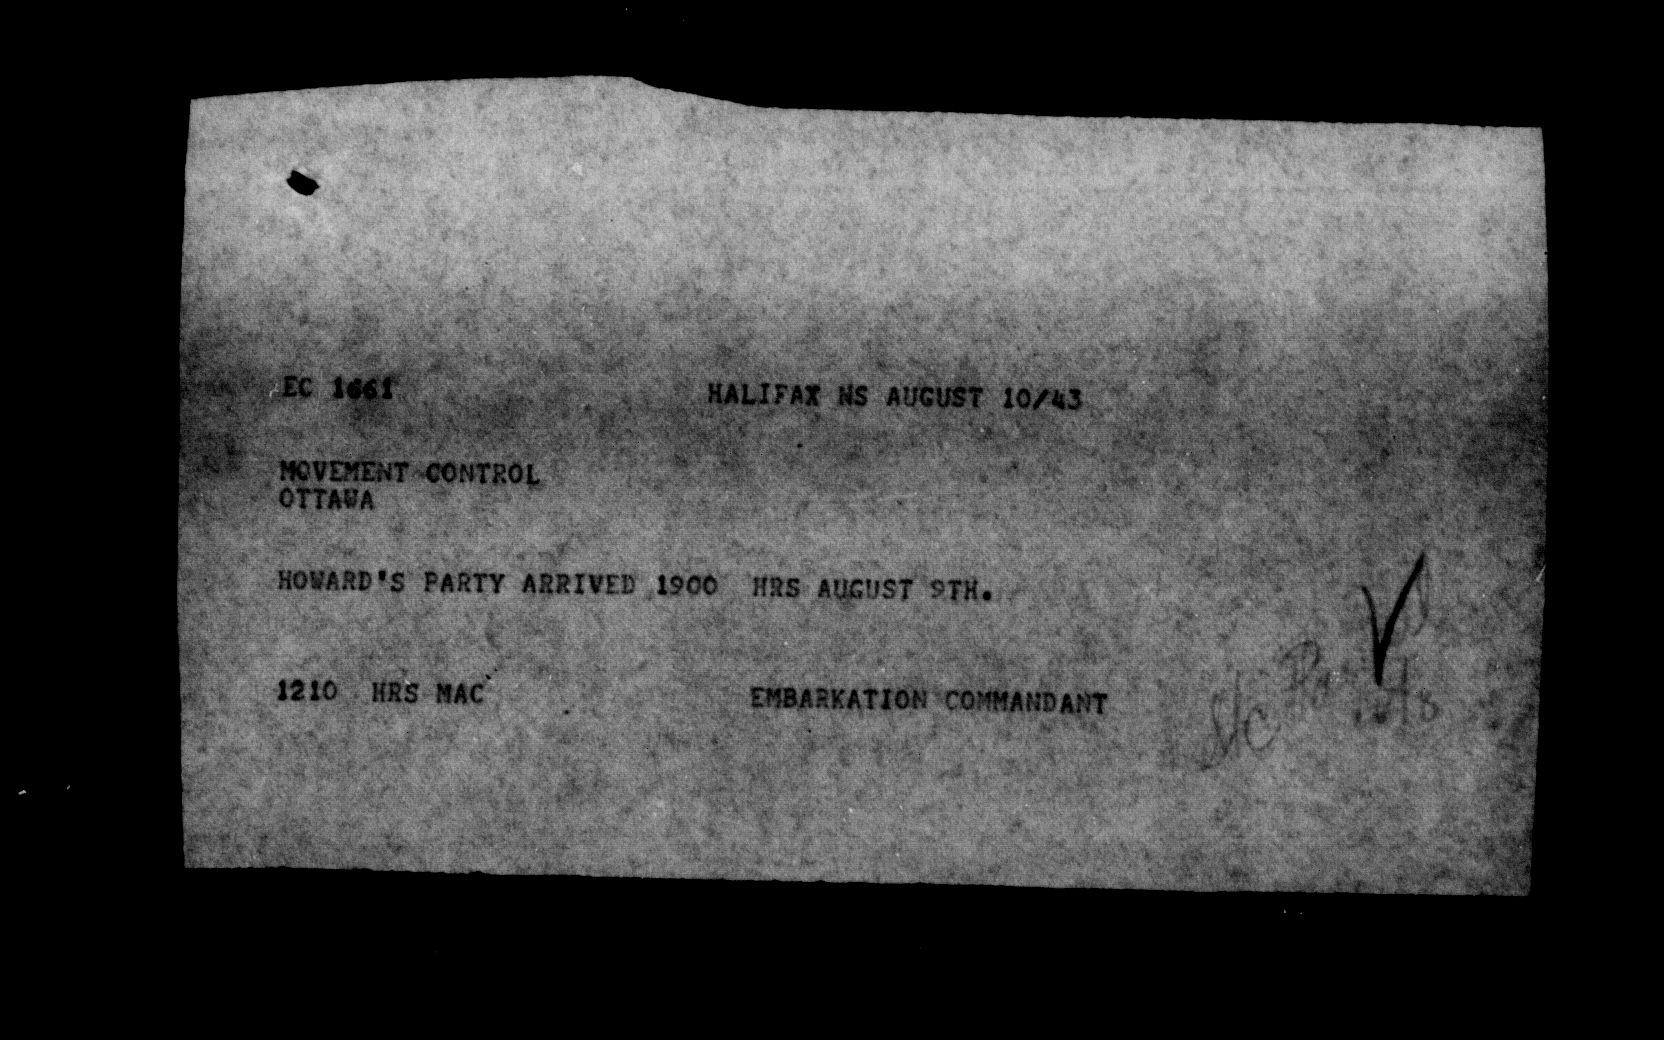 EC 1661 HALIFAX NS AUGUST 10/43
MOVEMENT CONTROL
OTTAWA
HOWARD'S PARTY ARRIVED 1900 HRS AUGUST 9TH.
1210 HRS MAC EMBARKATION COMMANDANT
S/C